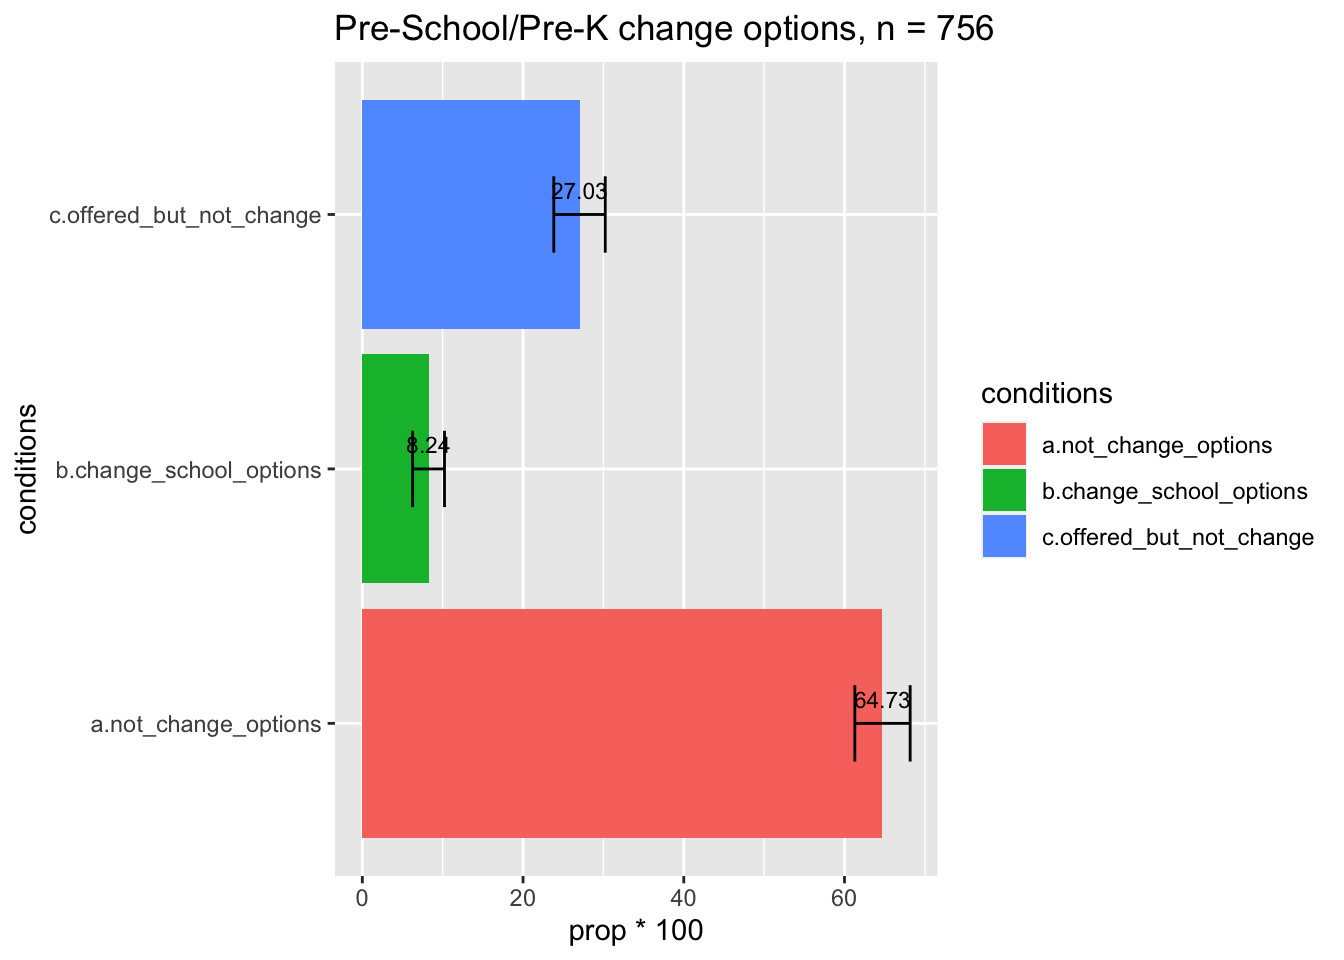 Pre-School/Pre-K change options, n = 756
conditions
c.offered_but_not_change
27.03
b.change_school_options
8.24
a.not_change_options
64.73
0 20 40 60
prop * 100
conditions
a.not_change_options
b.change_school_options
c.offered_but_not_change